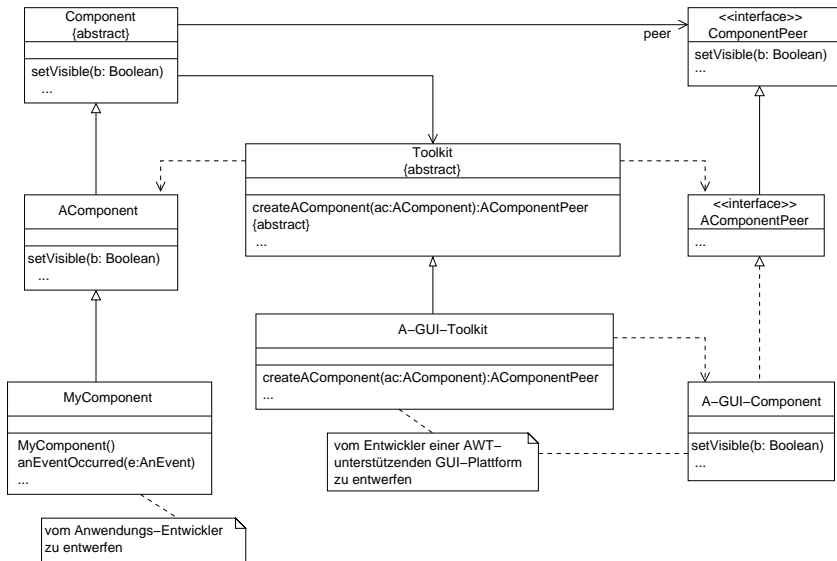 Component
{abstract}
setVisible(b: Boolean)
...
peer
<<interface>>
ComponentPeer
setVisible(b: Boolean)
...
Toolkit
{abstract}
createAComponent(ac:AComponent):AComponentPeer
{abstract}
...
AComponent
setVisible(b: Boolean)
...
<<interface>>
AComponentPeer
...
A−GUI−Toolkit
createAComponent(ac:AComponent):AComponentPeer
...
MyComponent
MyComponent()
anEventOccurred(e:AnEvent)
...
A−GUI−Component
setVisible(b: Boolean)
...
vom Entwickler einer AWT−
unterstützenden GUI−Plattform
zu entwerfen
vom Anwendungs−Entwickler
zu entwerfen